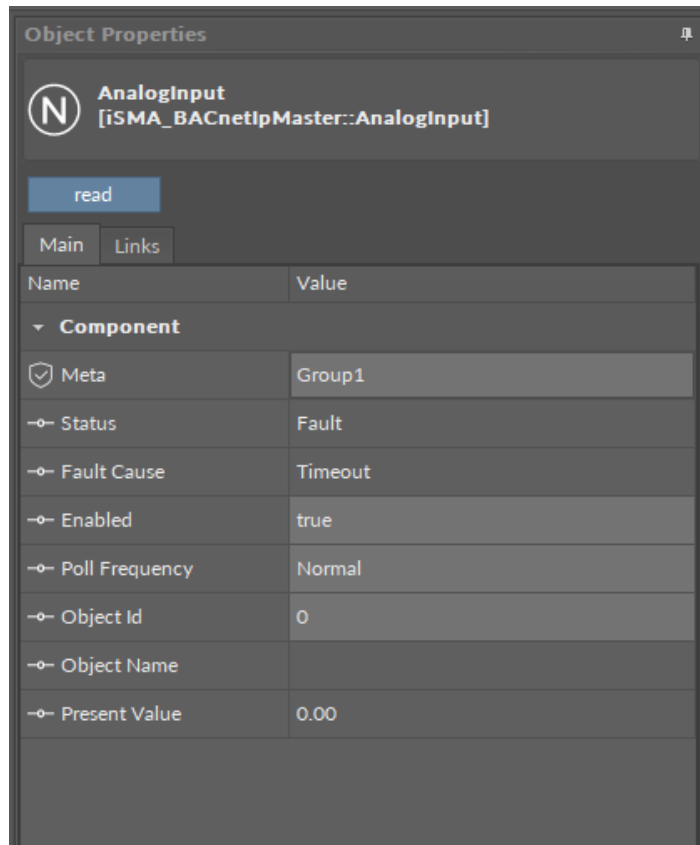 Object Properties
N
AnalogInput
[iSMA_BACnetIpMaster::AnalogInput]
read
Main Links
Name Value
Component
Meta Group1
Status Fault
Fault Cause Timeout
Enabled true
Poll Frequency Normal
Object Id 0
Object Name
Present Value 0.00